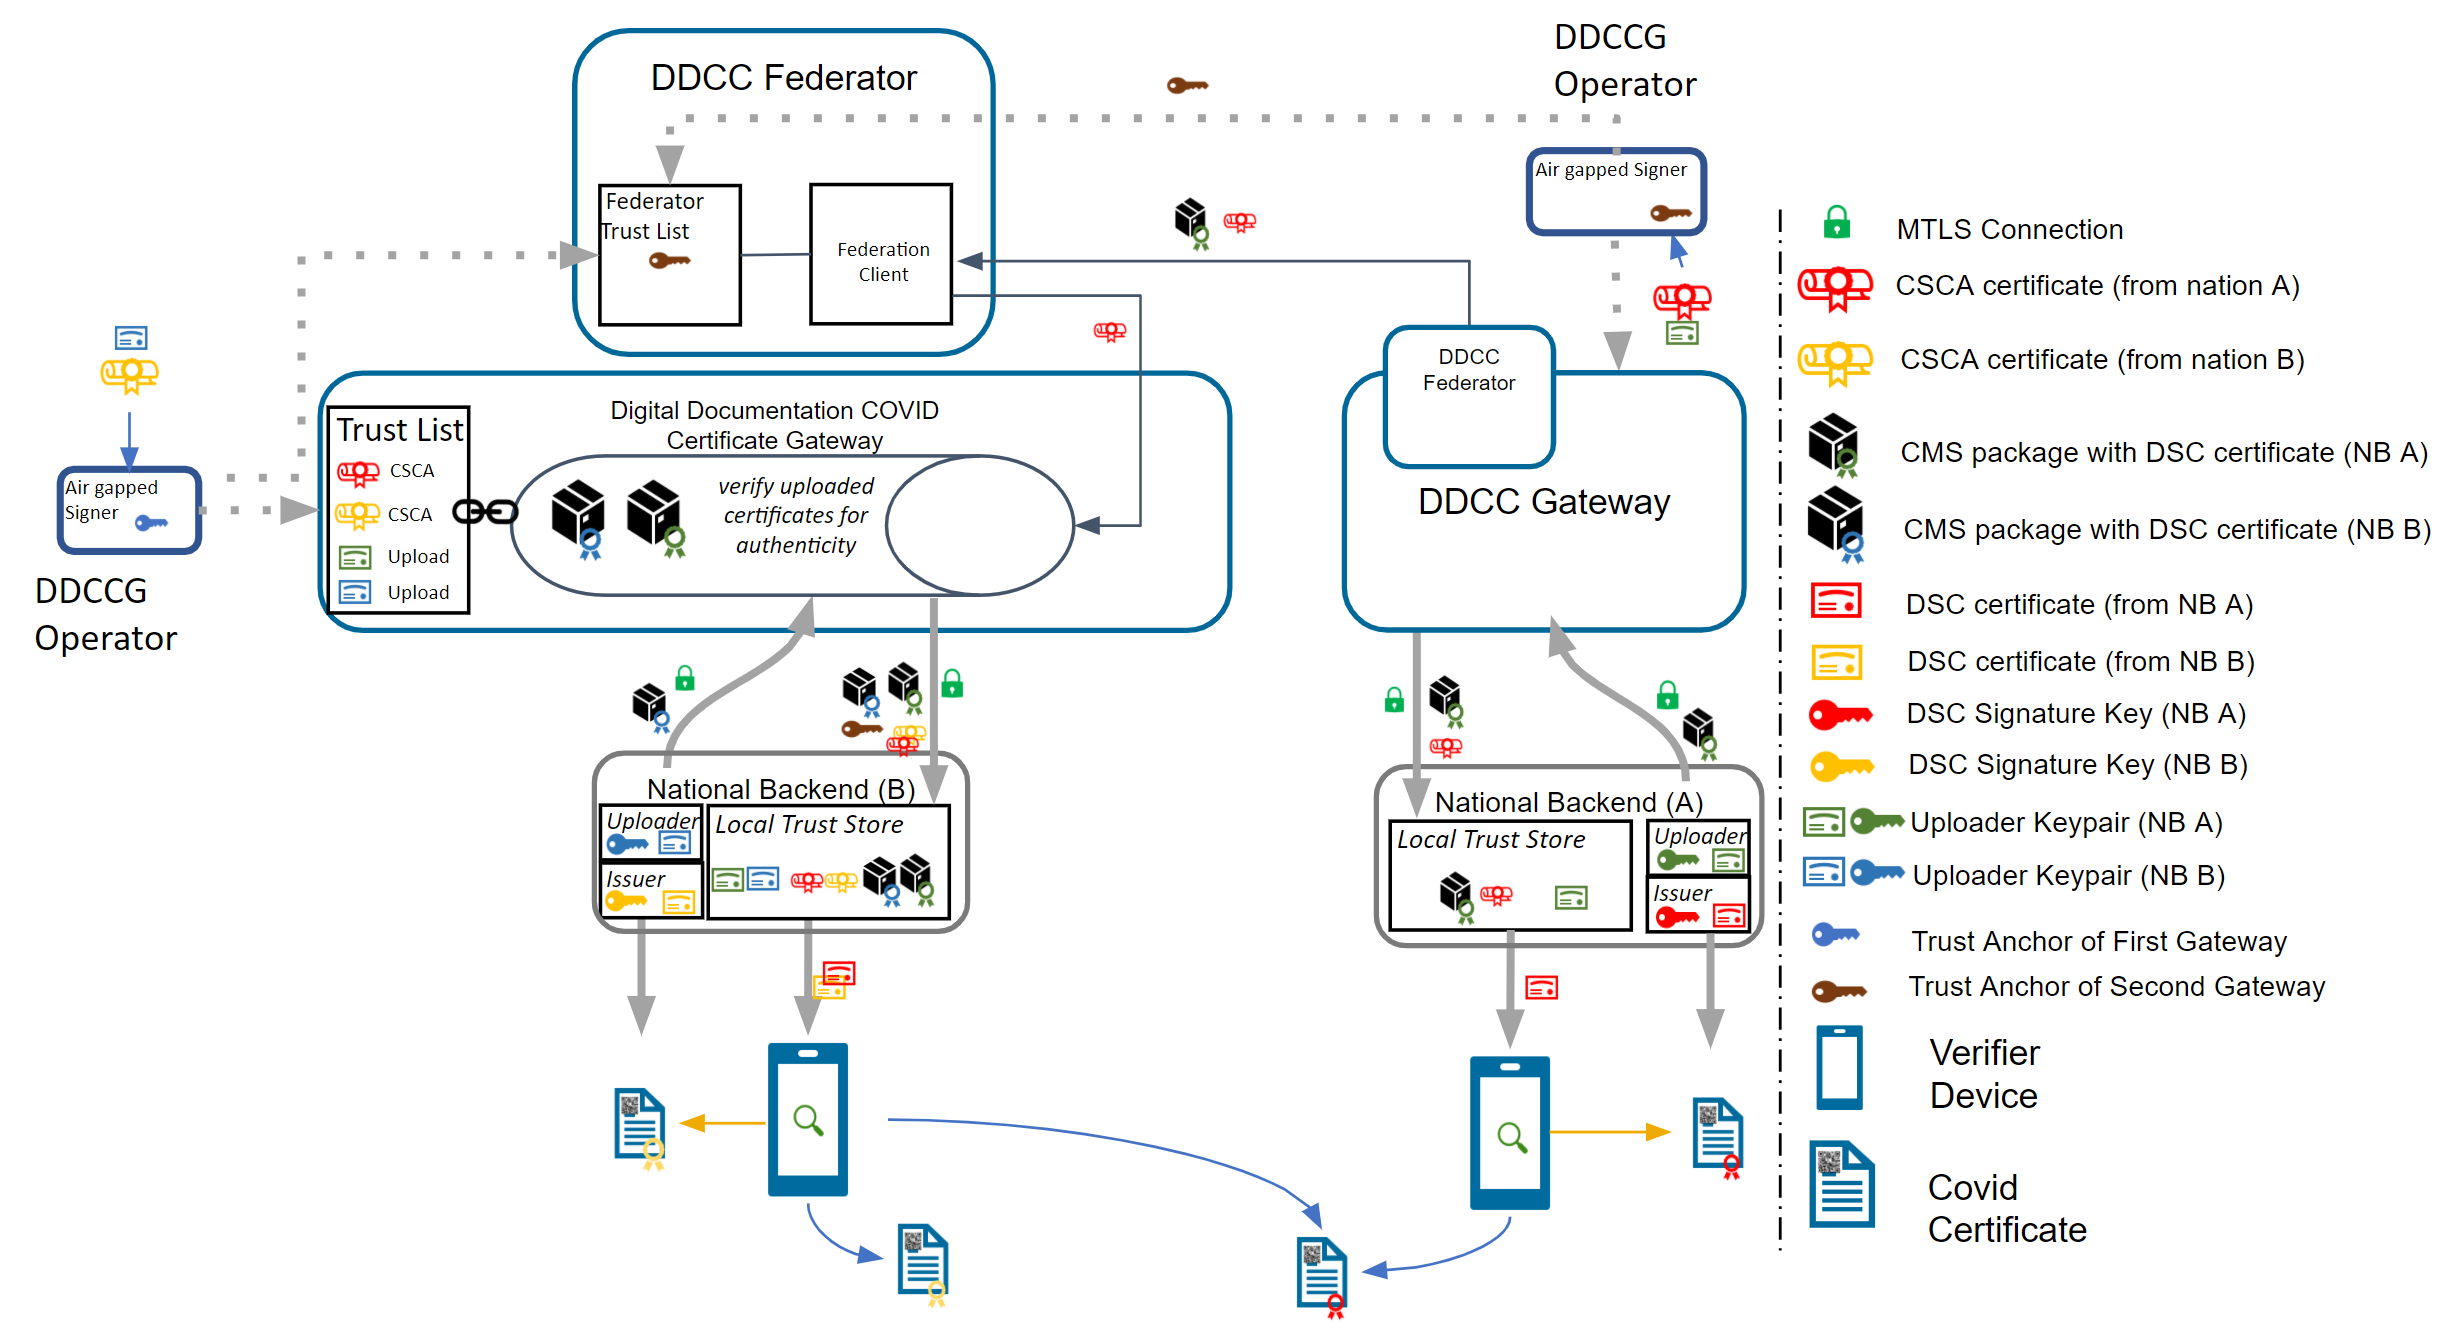 DDCC Federator
DDCCG
Operator
Air gapped Signer
Federator
Trust List
Federation
Client
DDCC
Federator
Digital Documentation COVID
Certificate Gateway
Trust List
CSCA
CSCA
Upload
Upload
verify uploaded
certificates for
authenticity
Air gapped
Signer
DDCCG
Operator
DDCC Gateway
National Backend (B)
Uploader
Issuer
Local Trust Store
National Backend (A)
Local Trust Store
Uploader
Issuer
MTLS Connection
CSCA certificate (from nation A)
CSCA certificate (from nation B)
CMS package with DSC certificate (NB A)
CMS package with DSC certificate (NB B)
DSC certificate (from NB A)
DSC certificate (from NB B)
DSC Signature Key (NB A)
DSC Signature Key (NB B)
Uploader Keypair (NB A)
Uploader Keypair (NB B)
Trust Anchor of First Gateway
Trust Anchor of Second Gateway
Verifier
Device
Covid
Certificate